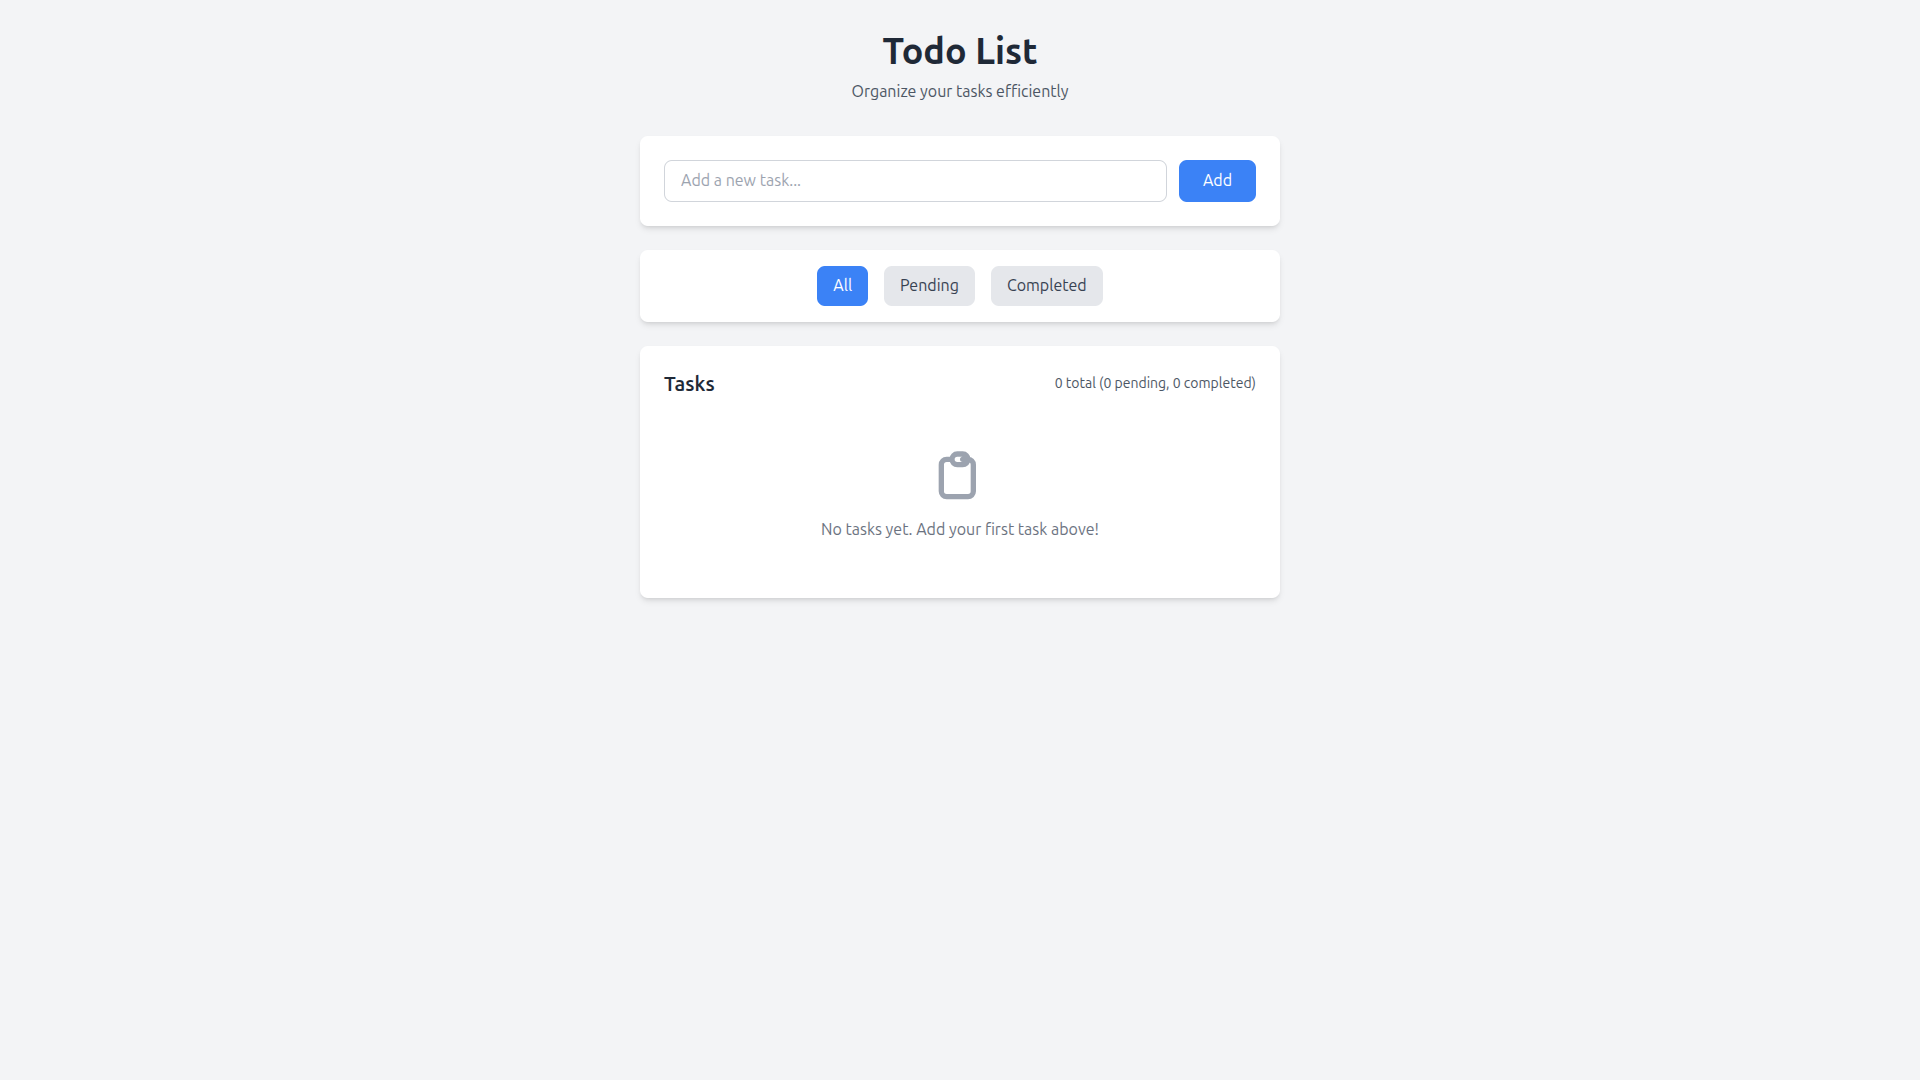 Todo List
Organize your tasks efficiently
Add a new task...
Add
All
Pending
Completed
Tasks
0 total (0 pending, 0 completed)
No tasks yet. Add your first task above!